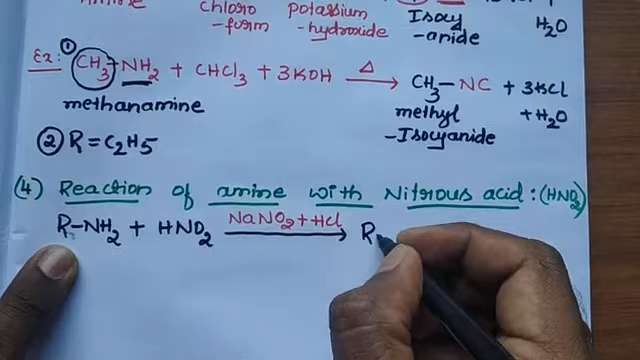 Chloro Potassium Isocy H₂O
-form -hydroxide -anide
Ex: ① CH₃-NH₂ + CHCl₃ + 3KOH —Δ→ CH₃-NC + 3KCl
methanamine methyl + H₂O
-Isocyanide
② R = C₂H₅
(4) Reaction of amine with Nitrous acid: (HNO₂)
R-NH₂ + HNO₂ —NaNO₂+HCl→ R